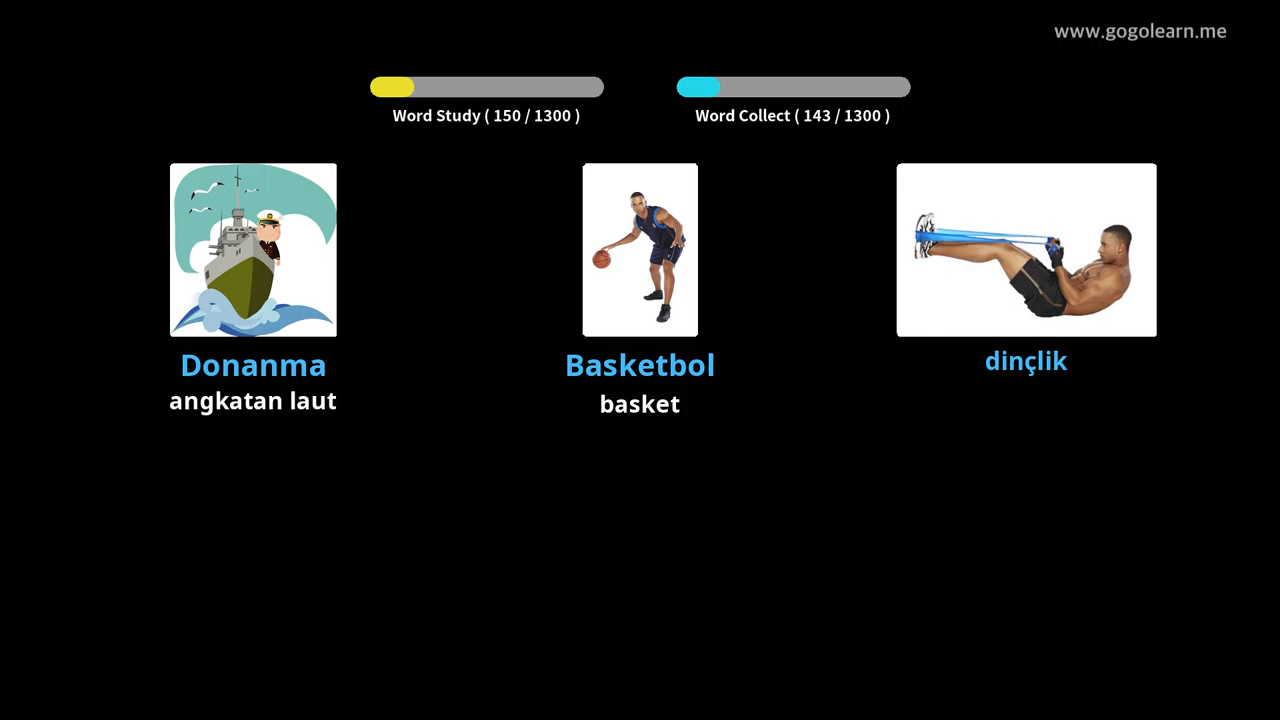 www.gogolearn.me
Word Study ( 150 / 1300 )
Word Collect ( 143 / 1300 )
Donanma
angkatan laut
Basketbol
basket
dinçlik